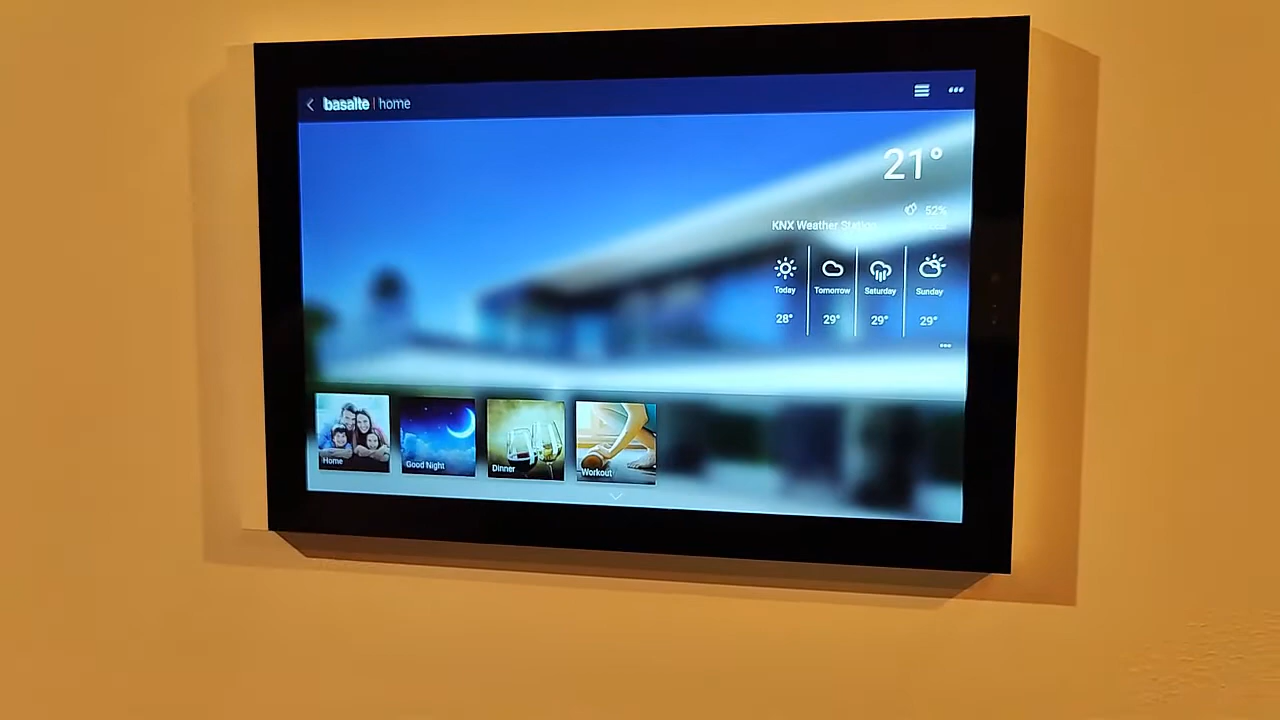 basalte | home
21°
52%
KNX Weather Station
Today Tomorrow Saturday Sunday
28° 29° 29° 29°
Home Good Night Dinner Workout